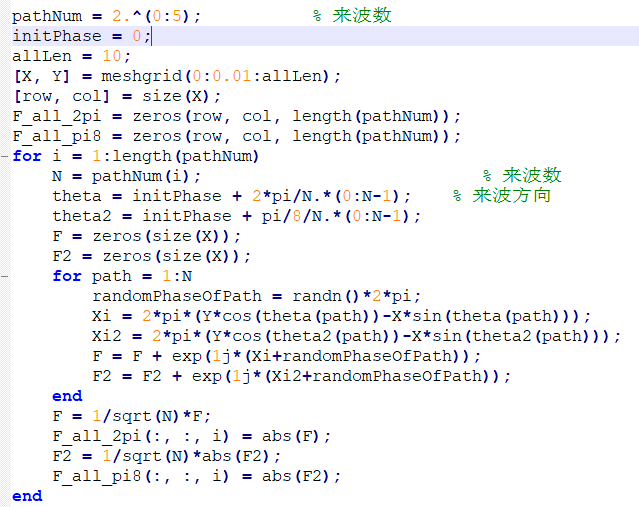 pathNum = 2.^(0:5);           % 来波数
initPhase = 0;
allLen = 10;
[X, Y] = meshgrid(0:0.01:allLen);
[row, col] = size(X);
F_all_2pi = zeros(row, col, length(pathNum));
F_all_pi8 = zeros(row, col, length(pathNum));
for i = 1:length(pathNum)
    N = pathNum(i);                            % 来波数
    theta = initPhase + 2*pi/N.*(0:N-1);    % 来波方向
    theta2 = initPhase + pi/8/N.*(0:N-1);
    F = zeros(size(X));
    F2 = zeros(size(X));
    for path = 1:N
        randomPhaseOfPath = randn()*2*pi;
        Xi = 2*pi*(Y*cos(theta(path))-X*sin(theta(path)));
        Xi2 = 2*pi*(Y*cos(theta2(path))-X*sin(theta2(path)));
        F = F + exp(1j*(Xi+randomPhaseOfPath));
        F2 = F2 + exp(1j*(Xi2+randomPhaseOfPath));
    end
    F = 1/sqrt(N)*F;
    F_all_2pi(:, :, i) = abs(F);
    F2 = 1/sqrt(N)*abs(F2);
    F_all_pi8(:, :, i) = abs(F2);
end